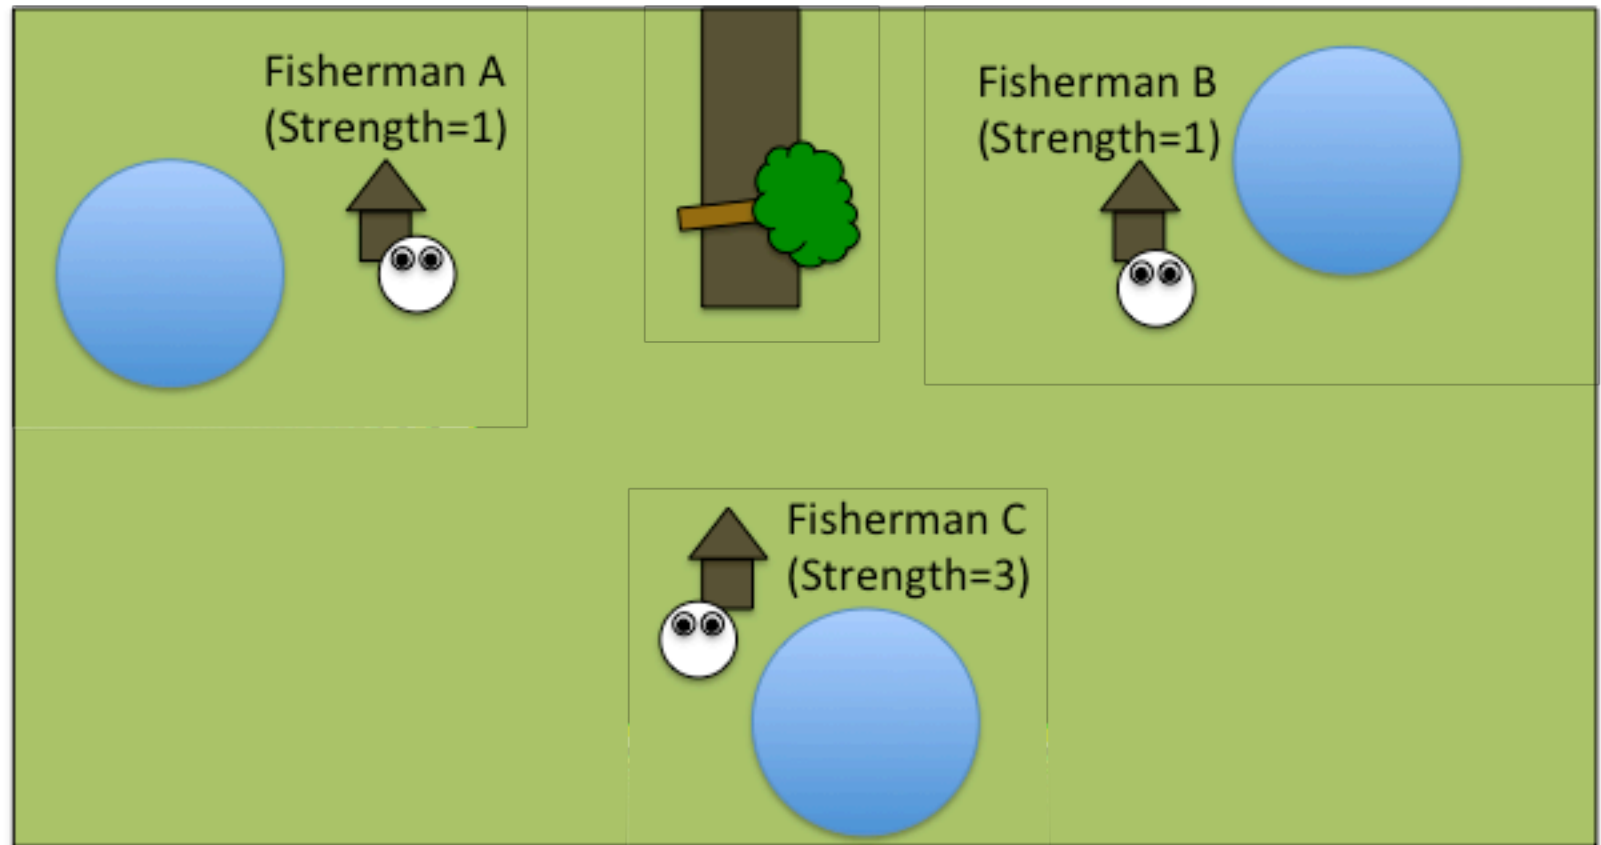 Fisherman A
(Strength=1)
Fisherman B
(Strength=1)
Fisherman C
(Strength=3)